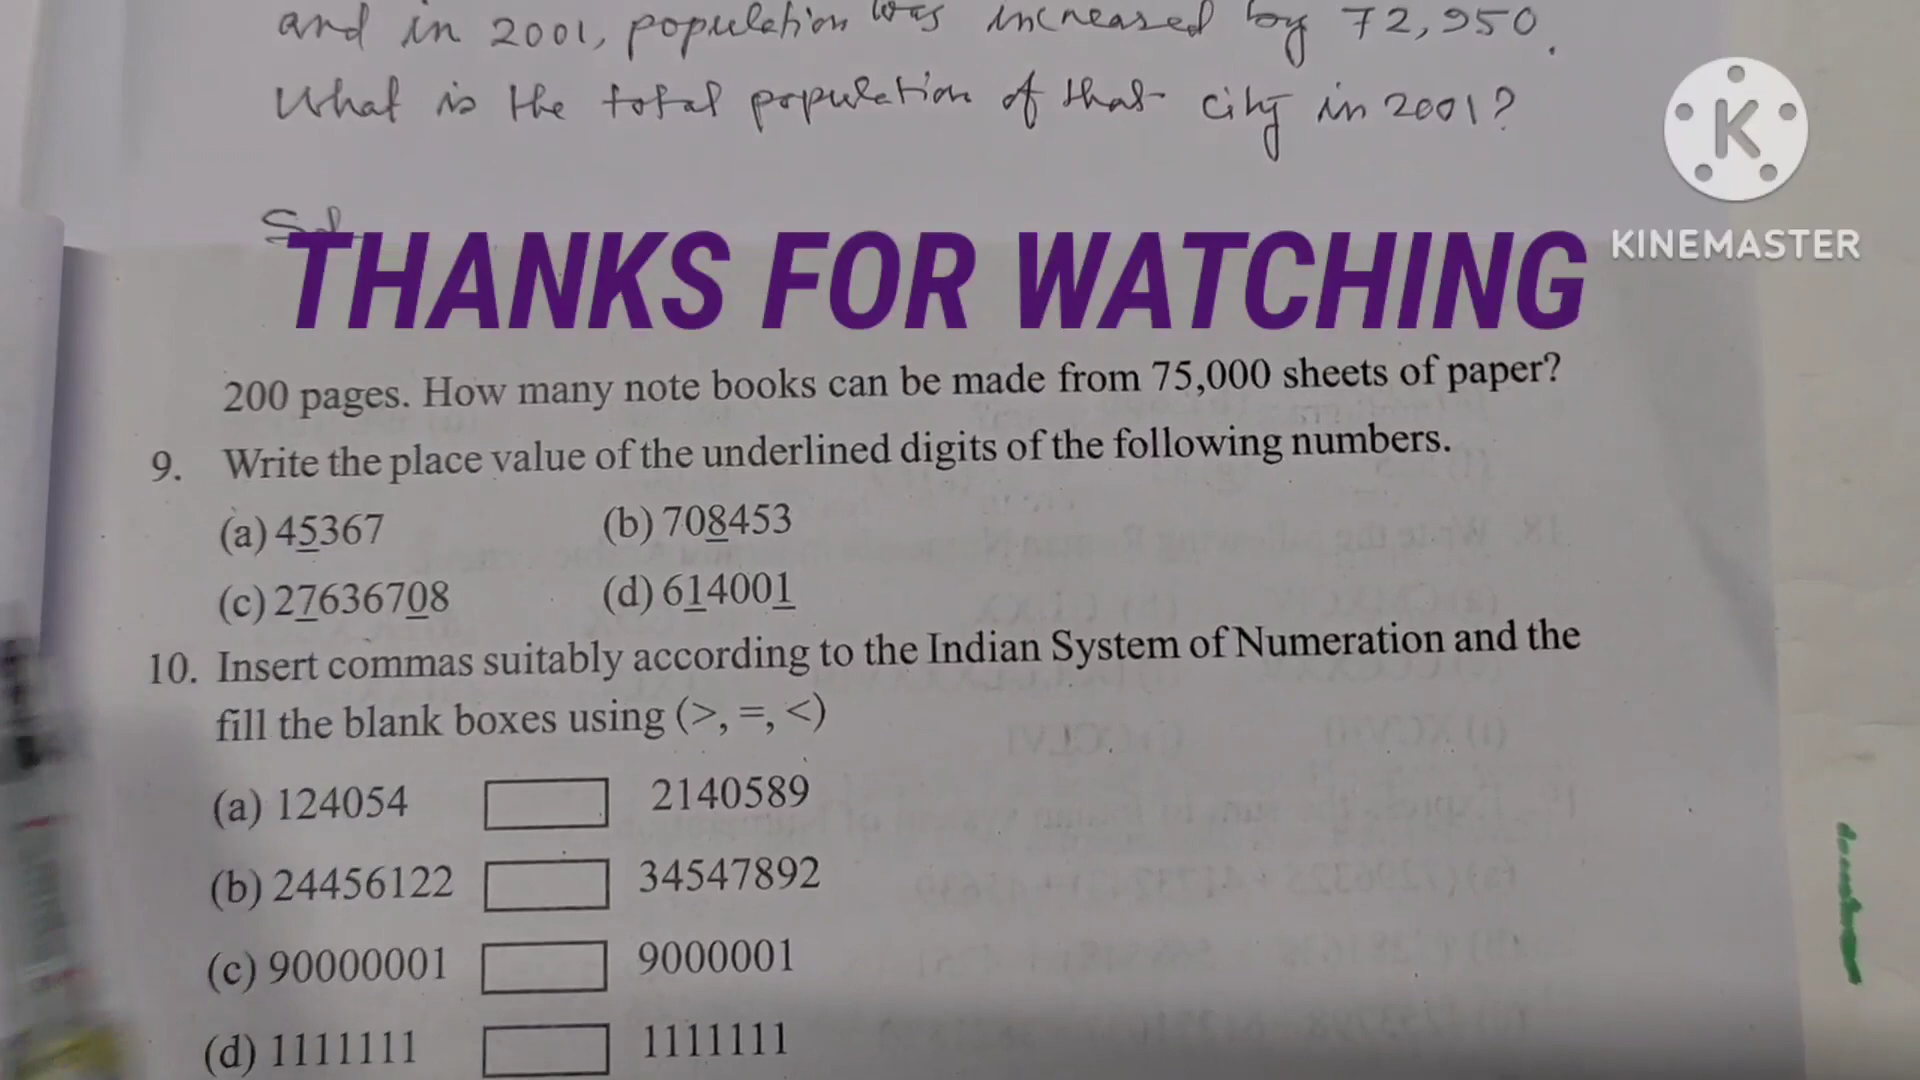 and in 2001, population was increased by 72,950.
What is the total population of that city in 2001?
K
KINEMASTER
Sol
THANKS FOR WATCHING
200 pages. How many note books can be made from 75,000 sheets of paper?
9. Write the place value of the underlined digits of the following numbers.
(a) 45367 (b) 708453
(c) 27636708 (d) 614001
10. Insert commas suitably according to the Indian System of Numeration and the
fill the blank boxes using (>, =, <)
(a) 124054 2140589
(b) 24456122 34547892
(c) 90000001 9000001
(d) 1111111 1111111